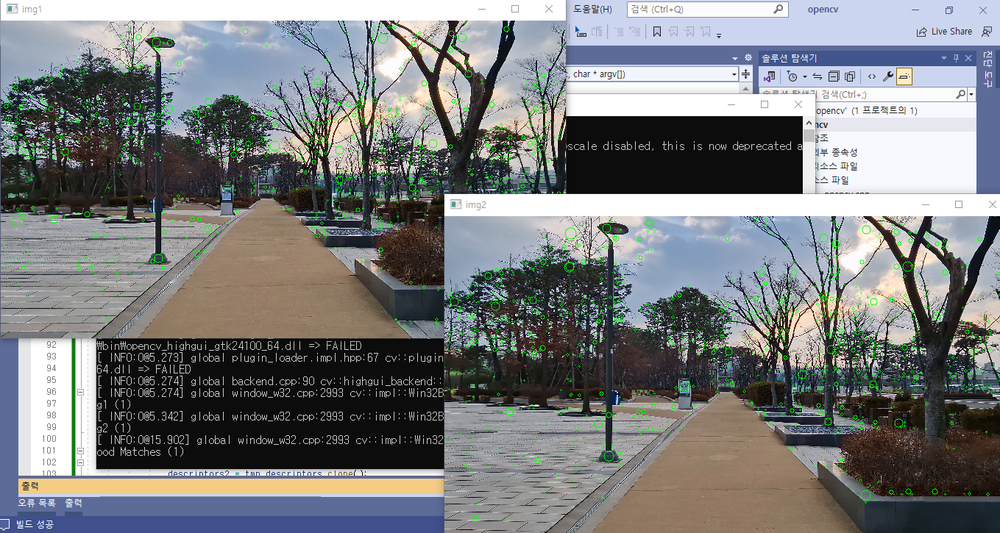 img1
도움말(H)
검색 (Ctrl+Q)
opencv
Live Share
, char * argv[])
솔루션 탐색기
진단 도구
솔루션 탐색기 검색(Ctrl+;)
opencv' (1 프로젝트의 1)
ncv
참조
외부 종속성
리소스 파일
소스 파일
opencv.cpp
scale disabled, this is now deprecated a
img2
92
93
94
95
96
97
98
99
100
101
102
103
₩bin₩opencv_highgui_gtk24100_64.dll => FAILED
[ INFO:0@5.273] global plugin_loader.impl.hpp:67 cv::plugin
64.dll => FAILED
[ INFO:0@5.274] global backend.cpp:90 cv::highgui_backend::
[ INFO:0@5.274] global window_w32.cpp:2993 cv::impl::Win32B
g1 (1)
[ INFO:0@5.342] global window_w32.cpp:2993 cv::impl::Win32B
g2 (1)
[ INFO:0@15.902] global window_w32.cpp:2993 cv::impl::Win32
ood Matches (1)
descriptors2 = tmp_descriptors.clone();
출력
오류 목록 출력
빌드 성공